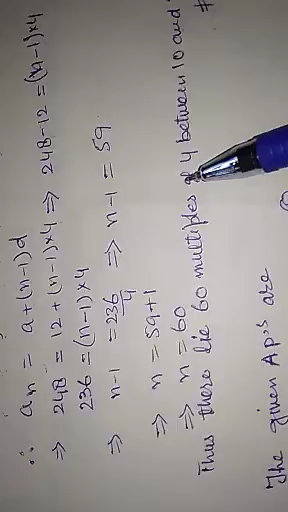 ∴ an = a + (n-1)d
⇒ 248 = 12 + (n-1)×4 ⇒ 248-12 = (n-1)×4
236 = (n-1)×4
⇒ n-1 = 236/4 ⇒ n-1 = 59
⇒ n = 59+1
⇒ n = 60
Thus there lie 60 multiples of 4 between 10 and
The given A.P.s are